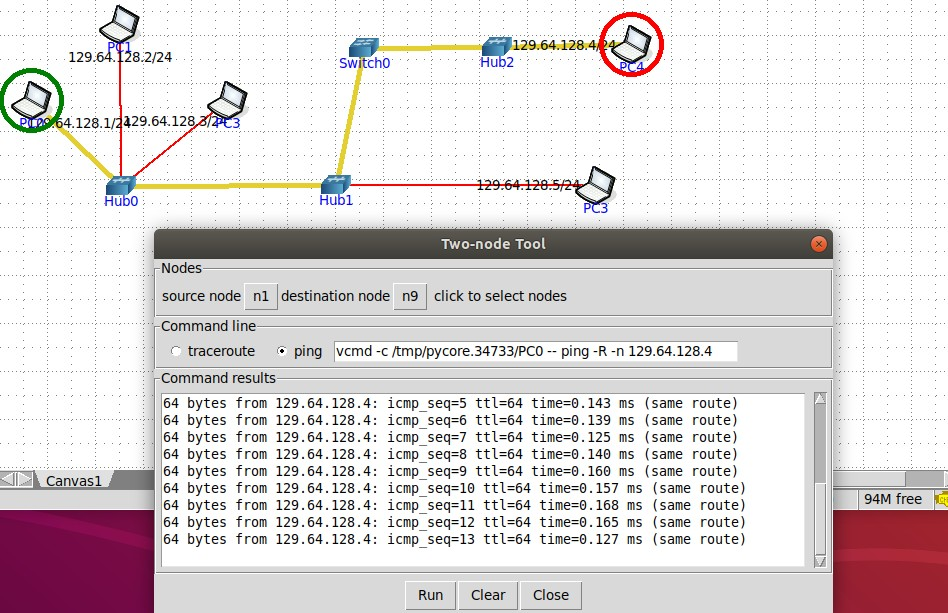 PC1
129.64.128.2/24
Switch0
Hub2
129.64.128.4/24
PC4
PC0
129.64.128.1/24
129.64.128.3/24
PC3
Hub0
Hub1
129.64.128.5/24
PC3
Two-node Tool
Nodes
source node n1 destination node n9 click to select nodes
Command line
traceroute ping vcmd -c /tmp/pycore.34733/PC0 -- ping -R -n 129.64.128.4
Command results
64 bytes from 129.64.128.4: icmp_seq=5 ttl=64 time=0.143 ms (same route)
64 bytes from 129.64.128.4: icmp_seq=6 ttl=64 time=0.139 ms (same route)
64 bytes from 129.64.128.4: icmp_seq=7 ttl=64 time=0.125 ms (same route)
64 bytes from 129.64.128.4: icmp_seq=8 ttl=64 time=0.140 ms (same route)
64 bytes from 129.64.128.4: icmp_seq=9 ttl=64 time=0.160 ms (same route)
64 bytes from 129.64.128.4: icmp_seq=10 ttl=64 time=0.157 ms (same route)
64 bytes from 129.64.128.4: icmp_seq=11 ttl=64 time=0.168 ms (same route)
64 bytes from 129.64.128.4: icmp_seq=12 ttl=64 time=0.165 ms (same route)
64 bytes from 129.64.128.4: icmp_seq=13 ttl=64 time=0.127 ms (same route)
Canvas1
94M free
Run Clear Close